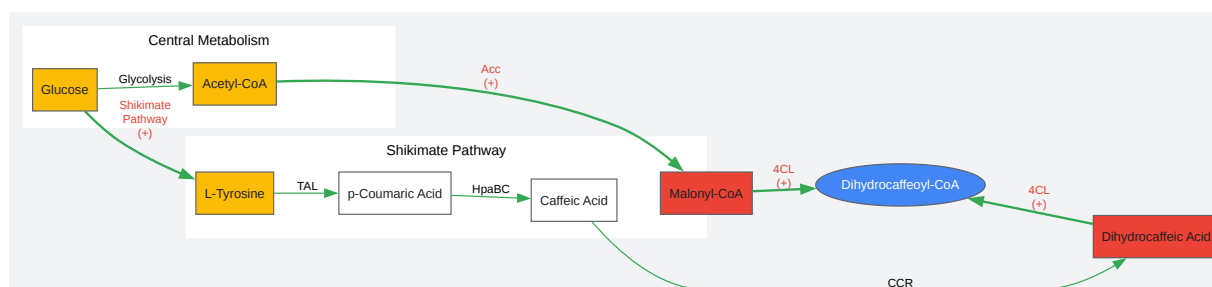 Central Metabolism
Glucose
Glycolysis
Acetyl-CoA
Acc
(+)
Shikimate
Pathway
(+)
Shikimate Pathway
L-Tyrosine
TAL
p-Coumaric Acid
HpaBC
Caffeic Acid
Malonyl-CoA
4CL
(+)
Dihydrocaffeoyl-CoA
4CL
(+)
Dihydrocaffeic Acid
CCR